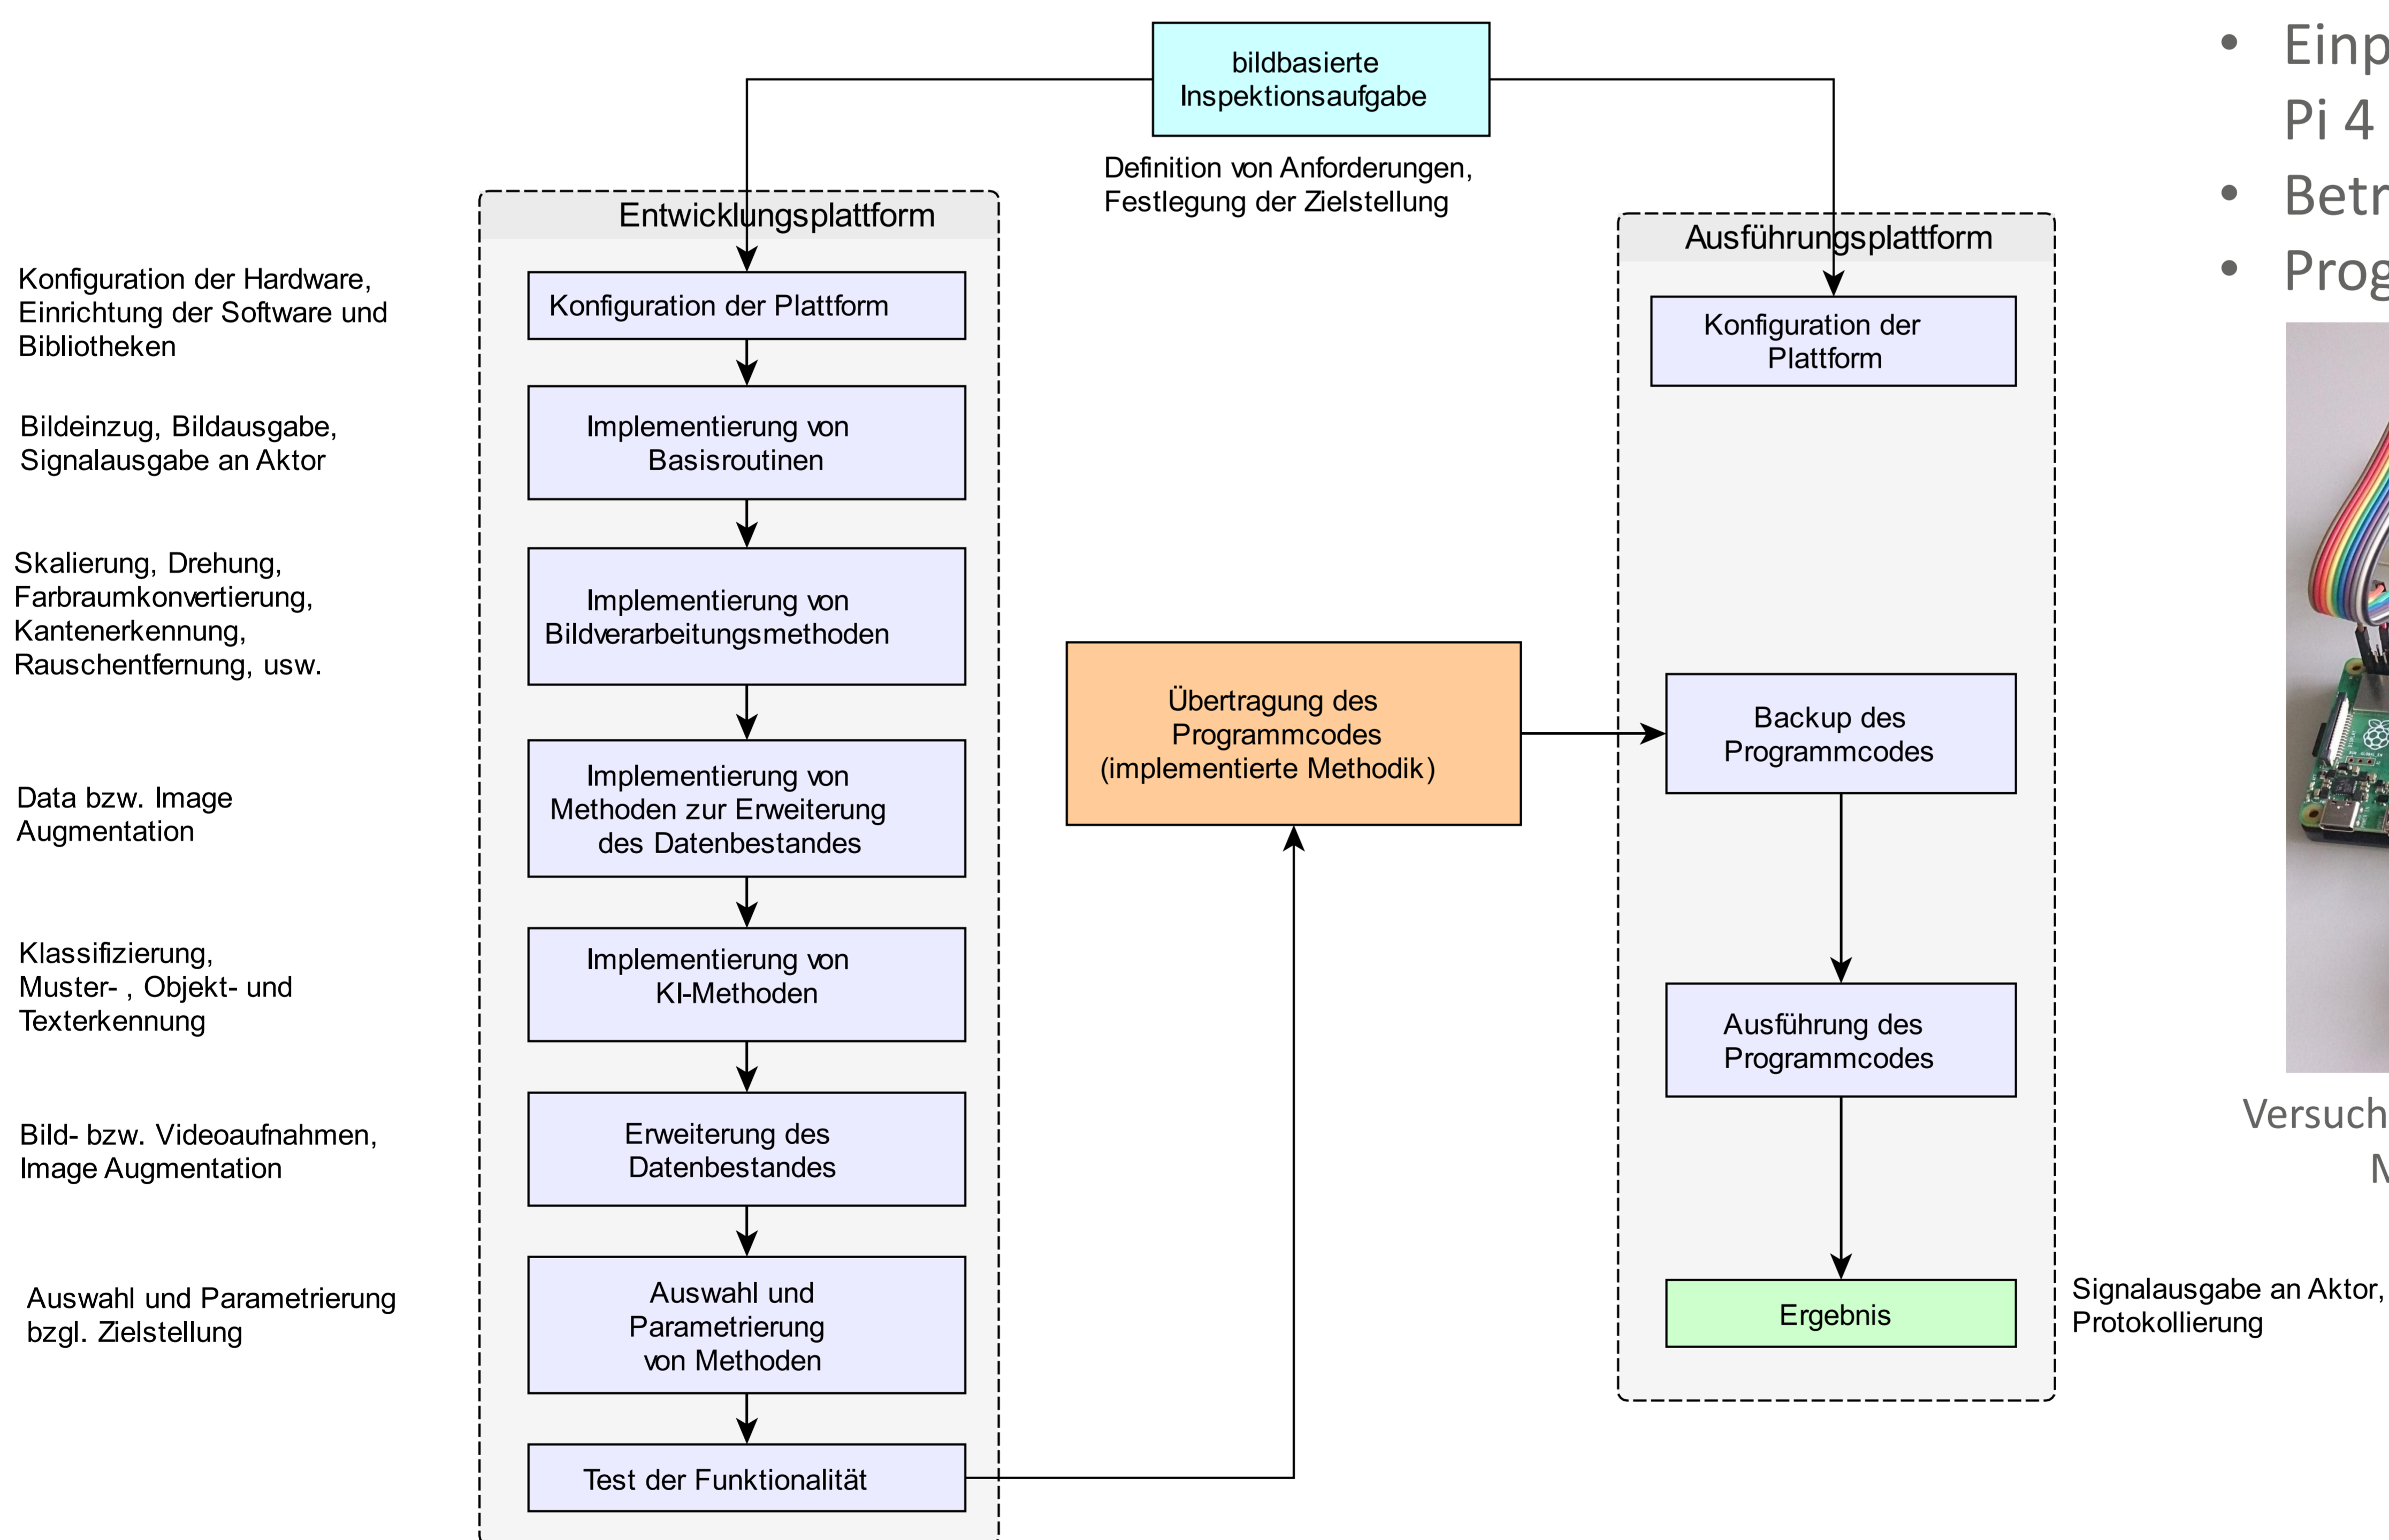 bildbasierte
Inspektionsaufgabe
Definition von Anforderungen,
Festlegung der Zielstellung
Entwicklungsplattform
Konfiguration der Hardware,
Einrichtung der Software und
Bibliotheken
Konfiguration der Plattform
Bildeinzug, Bildausgabe,
Signalausgabe an Aktor
Implementierung von
Basisroutinen
Skalierung, Drehung,
Farbraumkonvertierung,
Kantenerkennung,
Rauschentfernung, usw.
Implementierung von
Bildverarbeitungsmethoden
Data bzw. Image
Augmentation
Implementierung von
Methoden zur Erweiterung
des Datenbestandes
Klassifizierung,
Muster- , Objekt- und
Texterkennung
Implementierung von
KI-Methoden
Bild- bzw. Videoaufnahmen,
Image Augmentation
Erweiterung des
Datenbestandes
Auswahl und Parametrierung
bzgl. Zielstellung
Auswahl und
Parametrierung
von Methoden
Test der Funktionalität
Übertragung des
Programmcodes
(implementierte Methodik)
Ausführungsplattform
Konfiguration der
Plattform
Backup des
Programmcodes
Ausführung des
Programmcodes
Ergebnis
Signalausgabe an Aktor,
Protokollierung
• Einp
Pi 4
• Betr
• Prog
Versuch